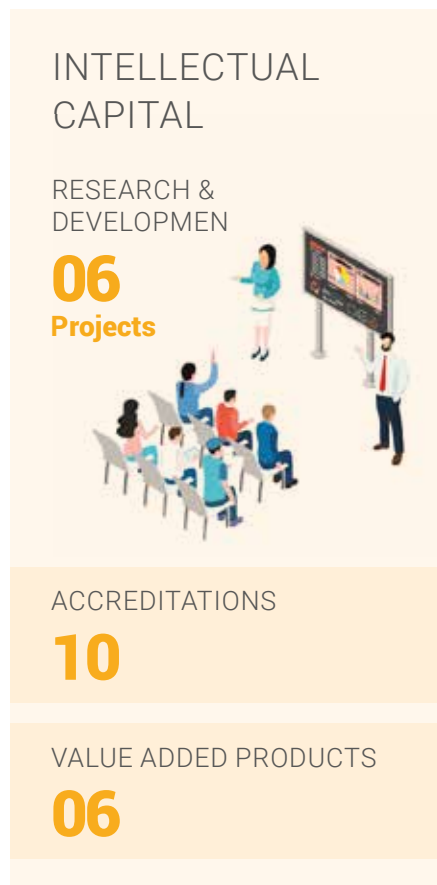 INTELLECTUAL
CAPITAL
RESEARCH &
DEVELOPMEN
06
Projects
ACCREDITATIONS
10
VALUE ADDED PRODUCTS
06